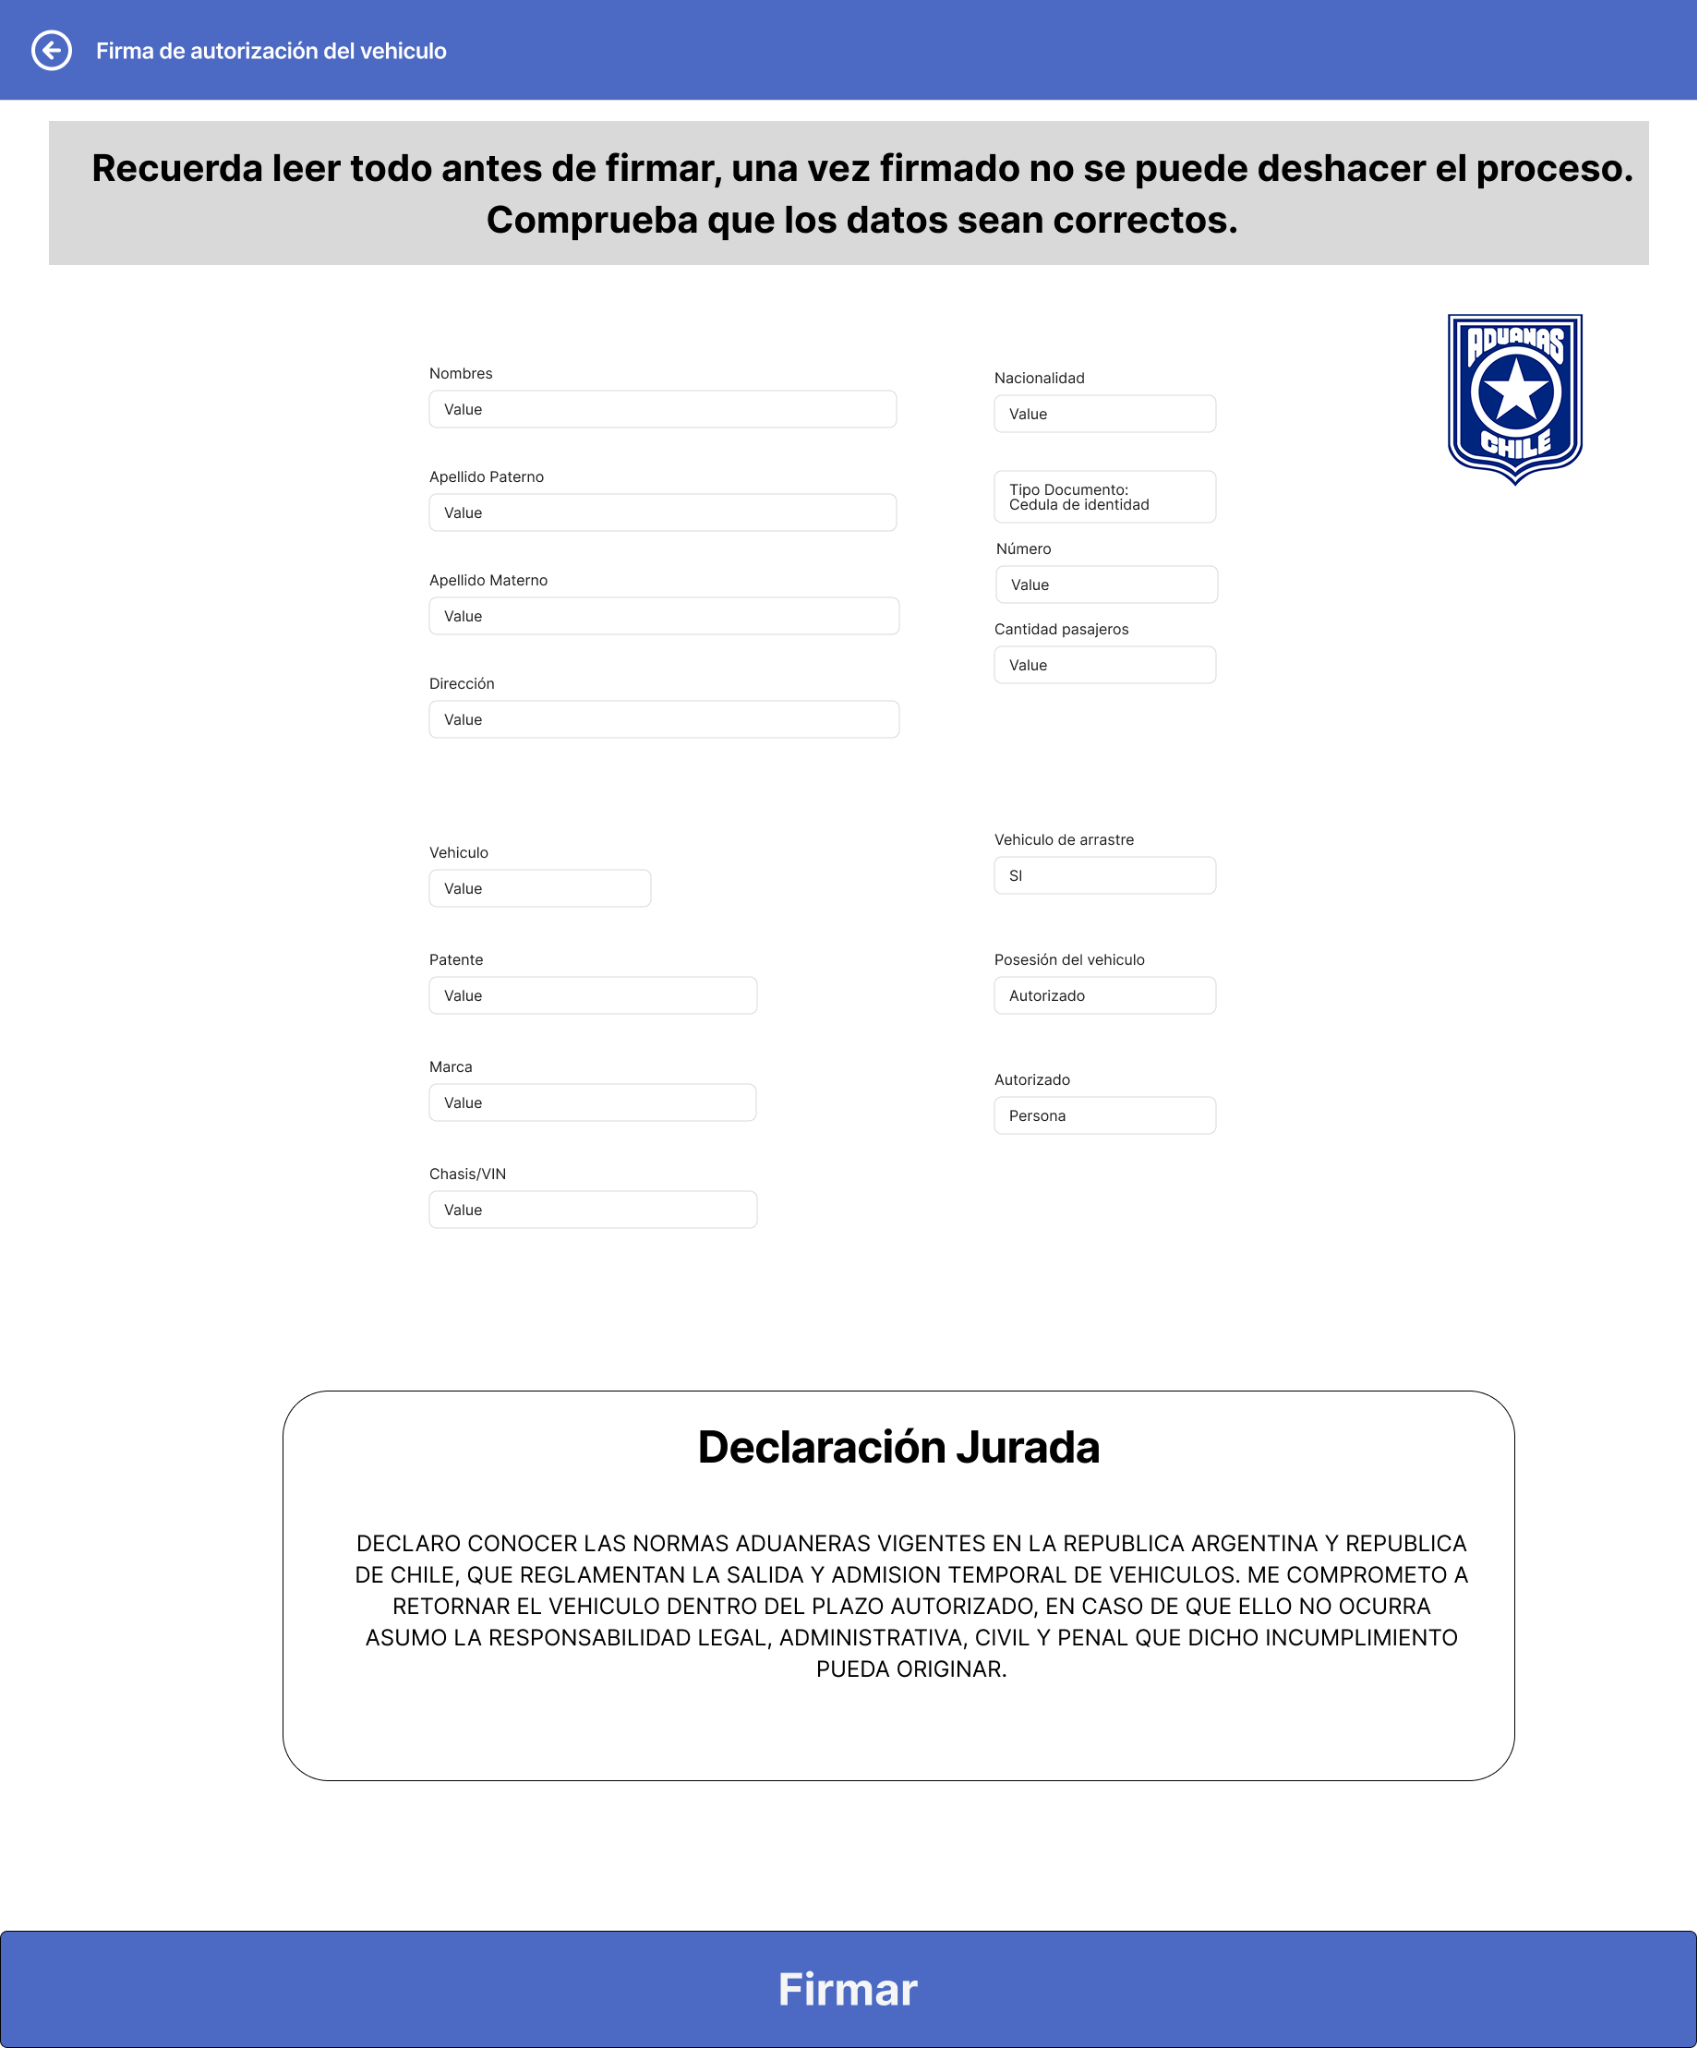 Firma de autorización del vehiculo
Recuerda leer todo antes de firmar, una vez firmado no se puede deshacer el proceso.
Comprueba que los datos sean correctos.
ADUANAS
CHILE
Nombres
Value
Apellido Paterno
Value
Apellido Materno
Value
Dirección
Value
Nacionalidad
Value
Tipo Documento:
Cedula de identidad
Número
Value
Cantidad pasajeros
Value
Vehiculo
Value
Patente
Value
Marca
Value
Chasis/VIN
Value
Vehiculo de arrastre
SI
Posesión del vehiculo
Autorizado
Autorizado
Persona
Declaración Jurada
DECLARO CONOCER LAS NORMAS ADUANERAS VIGENTES EN LA REPUBLICA ARGENTINA Y REPUBLICA
DE CHILE, QUE REGLAMENTAN LA SALIDA Y ADMISION TEMPORAL DE VEHICULOS. ME COMPROMETO A
RETORNAR EL VEHICULO DENTRO DEL PLAZO AUTORIZADO, EN CASO DE QUE ELLO NO OCURRA
ASUMO LA RESPONSABILIDAD LEGAL, ADMINISTRATIVA, CIVIL Y PENAL QUE DICHO INCUMPLIMIENTO
PUEDA ORIGINAR.
Firmar